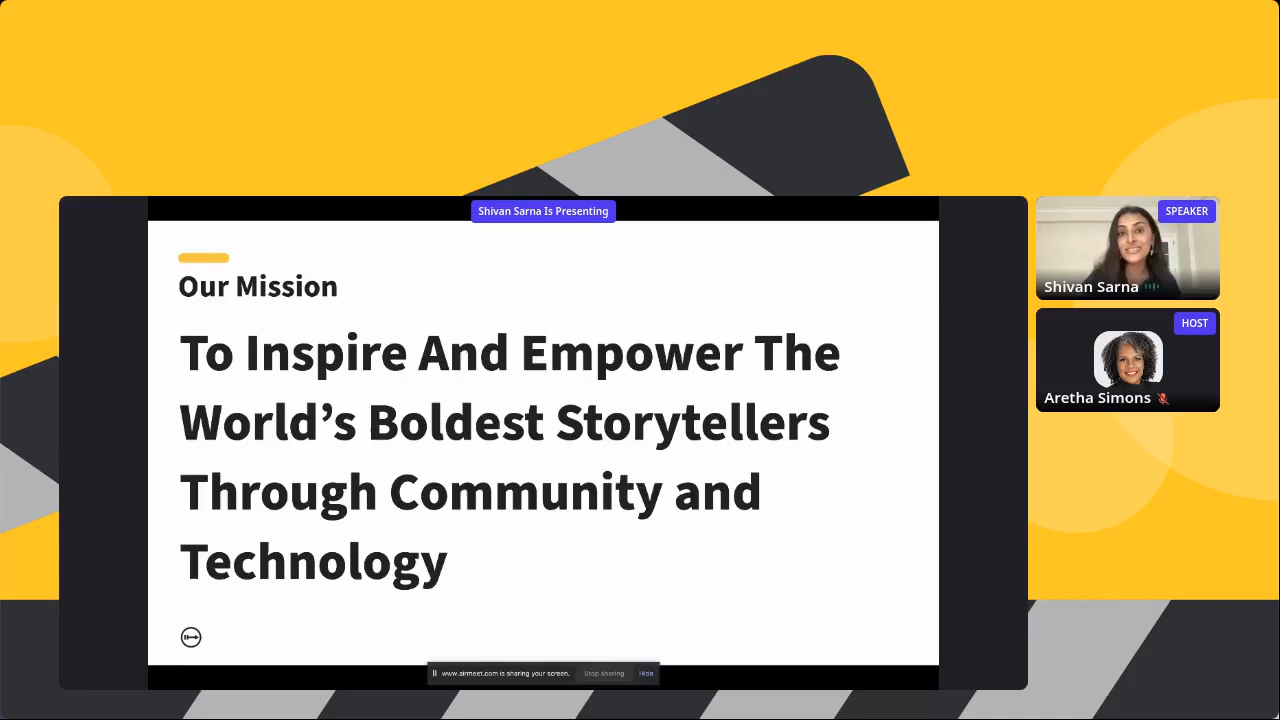 Shivan Sarna Is Presenting
SPEAKER
Shivan Sarna
HOST
Aretha Simons
Our Mission
To Inspire And Empower The
World’s Boldest Storytellers
Through Community and
Technology
www.airmeet.com is sharing your screen.
Stop sharing
Hide